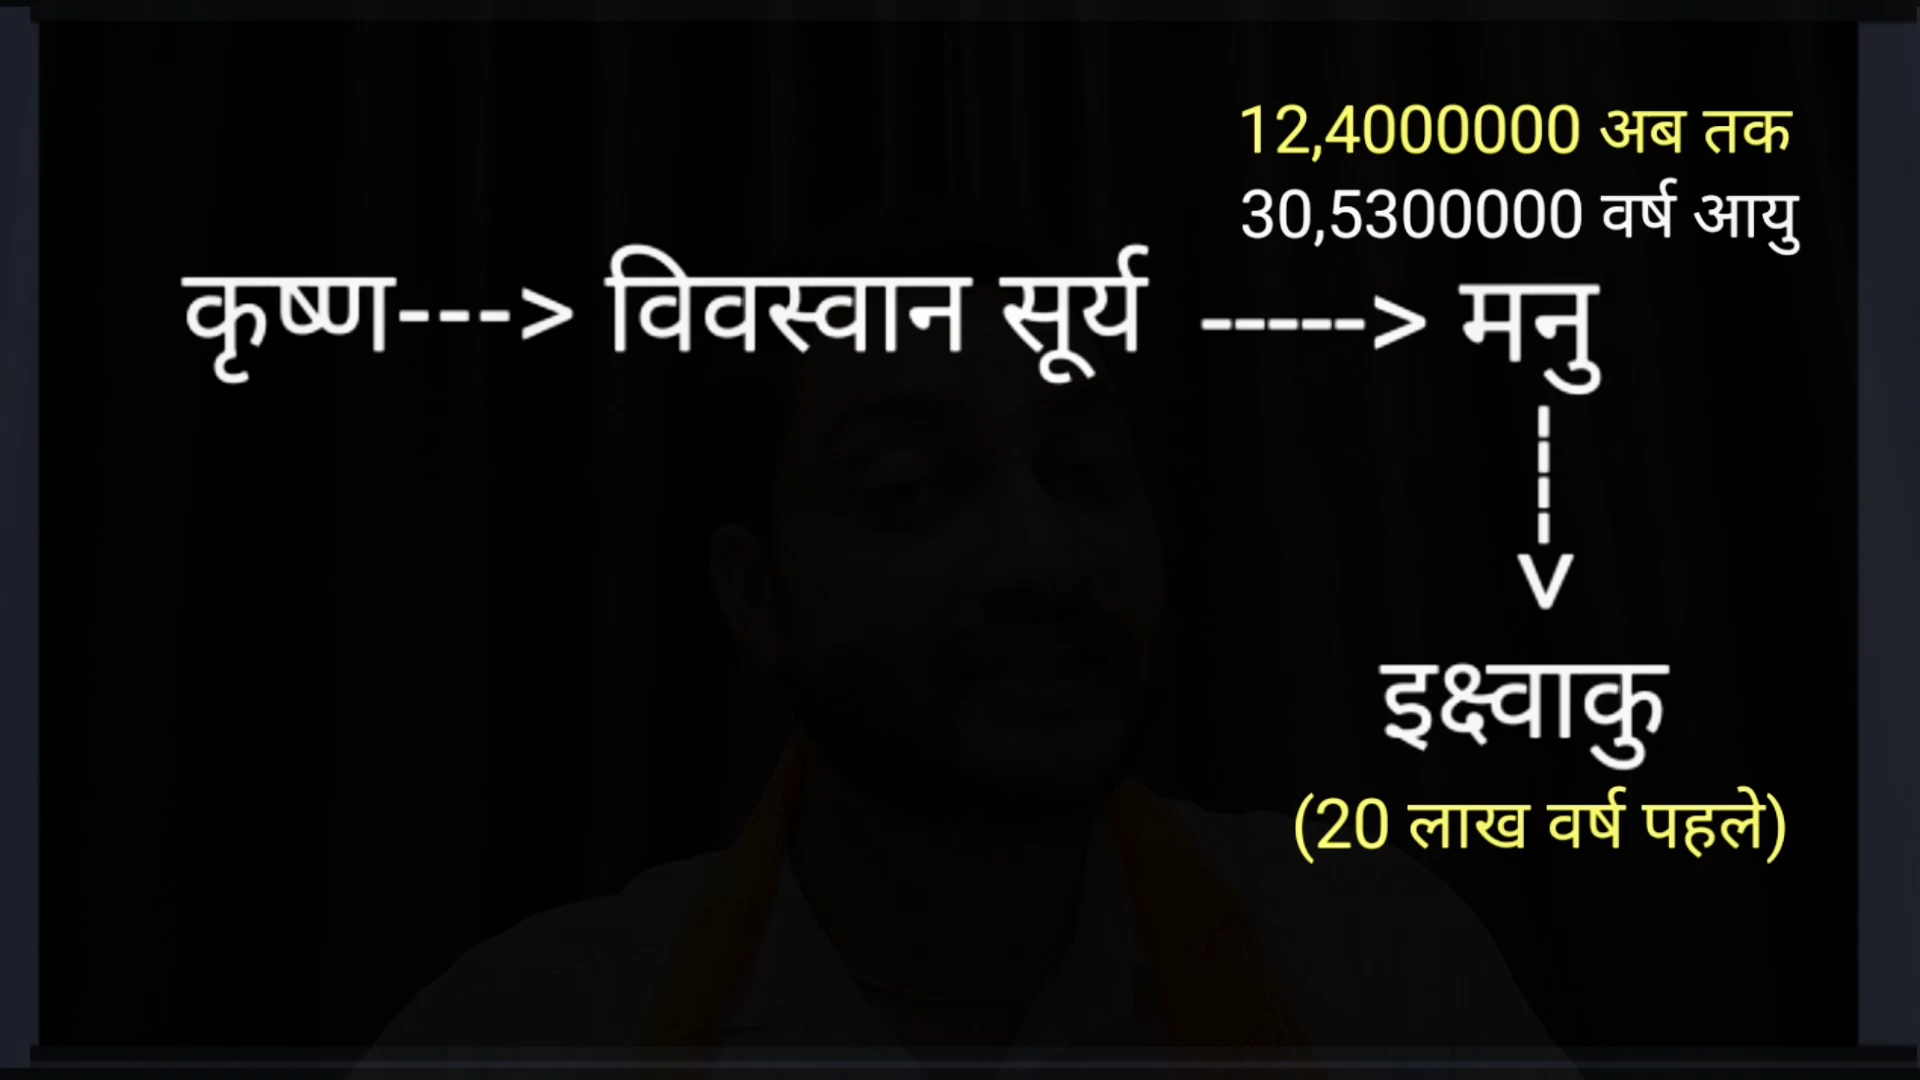 12,4000000 अब तक
30,5300000 वर्ष आयु
कृष्ण---> विवस्वान सूर्य -----> मनु
----->
इक्ष्वाकु
(20 लाख वर्ष पहले)